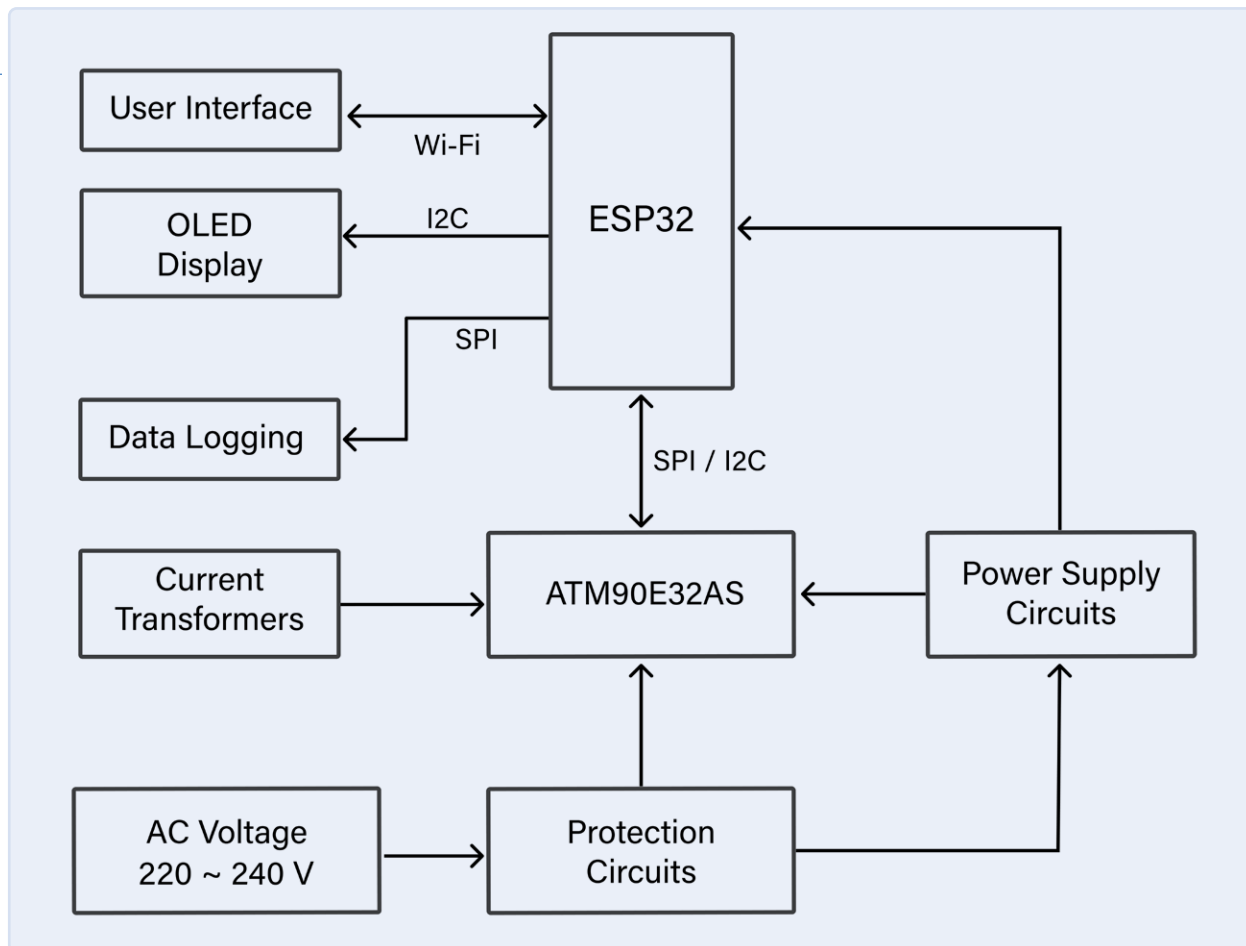 User Interface
Wi-Fi
ESP32
OLED
Display
I2C
SPI
Data Logging
SPI / I2C
Current
Transformers
ATM90E32AS
Power Supply
Circuits
AC Voltage
220 ~ 240 V
Protection
Circuits